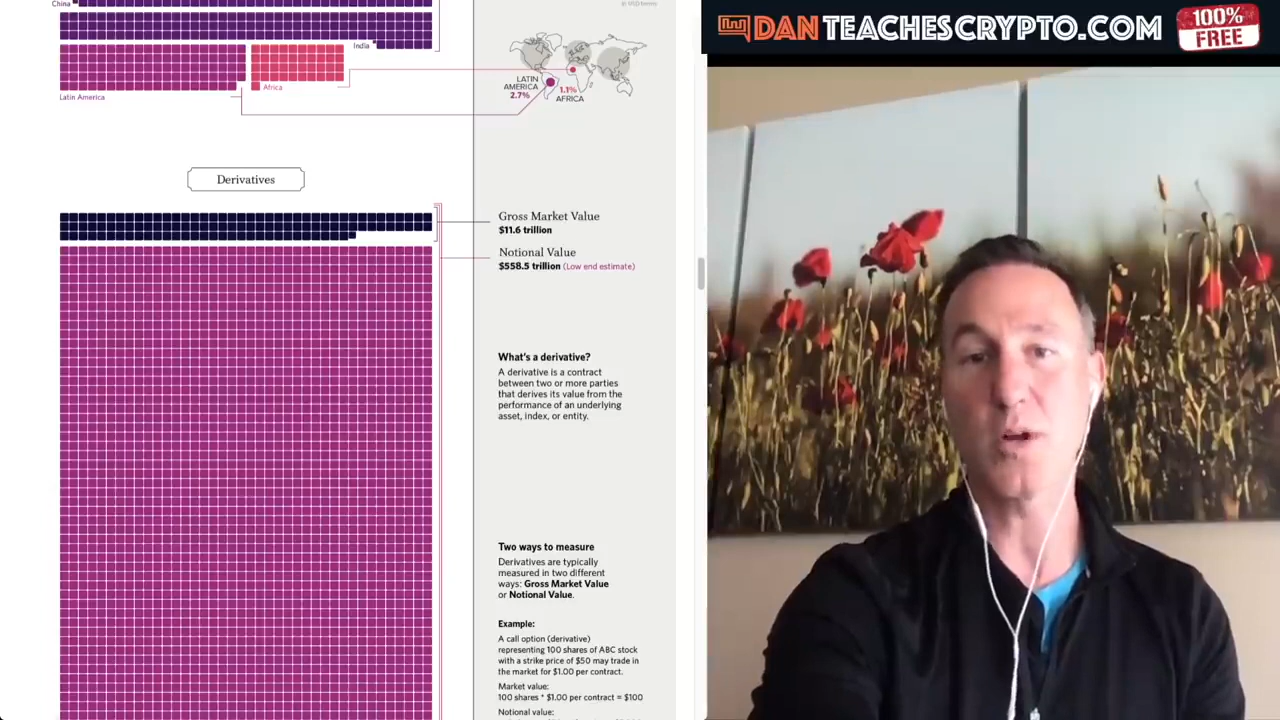 China
in USD terms
India
Latin America
Africa
LATIN
AMERICA
2.7%
1.1%
AFRICA
Derivatives
Gross Market Value
$11.6 trillion
Notional Value
$558.5 trillion (Low end estimate)
What's a derivative?
A derivative is a contract
between two or more parties
that derives its value from the
performance of an underlying
asset, index, or entity.
Two ways to measure
Derivatives are typically
measured in two different
ways: Gross Market Value
or Notional Value.
Example:
A call option (derivative)
representing 100 shares of ABC stock
with a strike price of $50 may trade in
the market for $1.00 per contract.
Market value:
100 shares * $1.00 per contract = $100
Notional value:
DANTEACHESCRYPTO.COM
100%
FREE